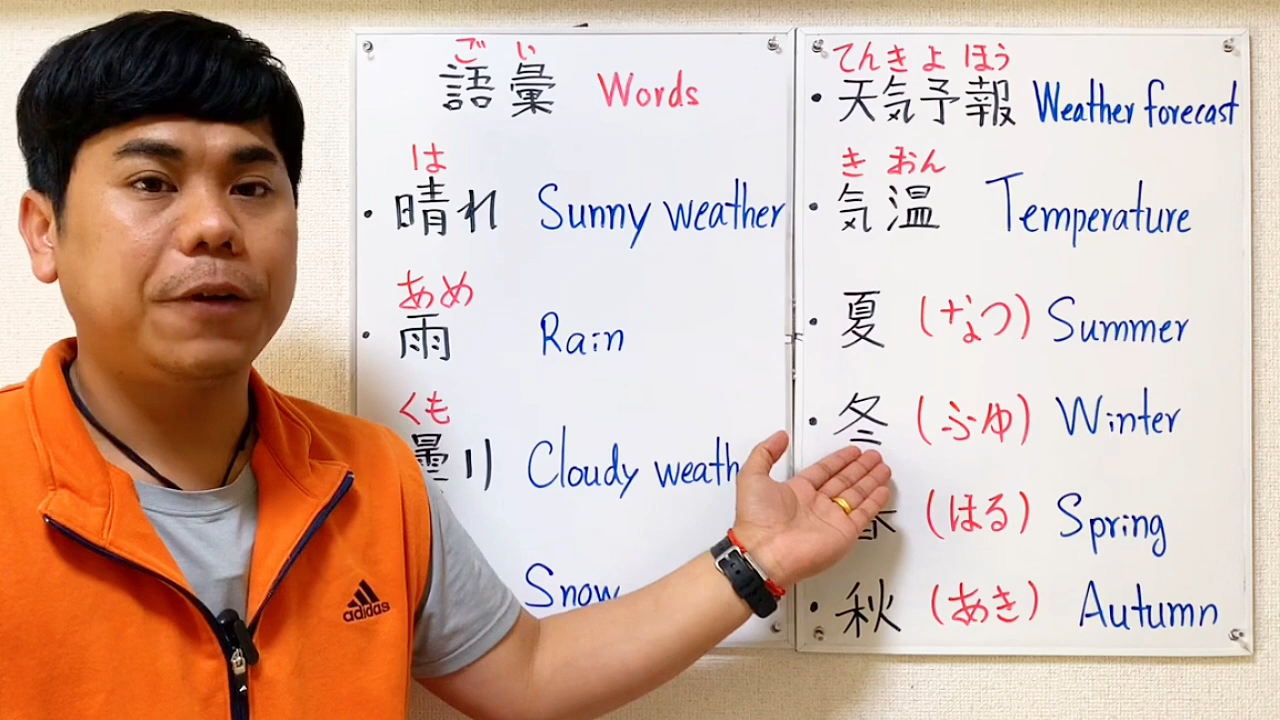 ご い
語彙 Words
は
・晴れ Sunny weather
あめ
・雨 Rain
くも
曇り Cloudy weath
Snow
てんきよ ほう
・天気予報 Weather forecast
き おん
・気温 Temperature
・夏 (なつ) Summer
・冬 (ふゆ) Winter
(はる) Spring
・秋 (あき) Autumn
adidas